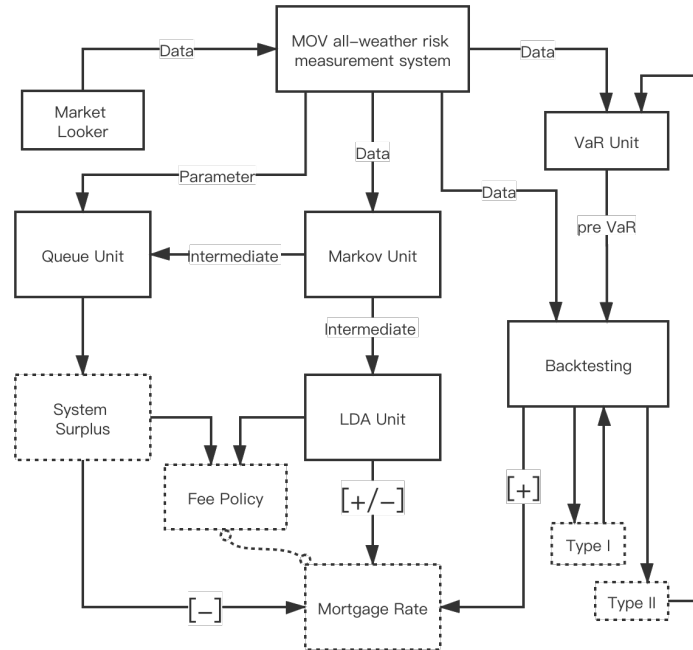 MOV all-weather risk
measurement system
Data
Data
Market
Looker
VaR Unit
Data
Parameter
Data
Queue Unit
Intermediate
Markov Unit
pre VaR
Intermediate
Backtesting
System
Surplus
LDA Unit
Fee Policy
[+/-]
[+]
Type I
Mortgage Rate
[-]
Type II